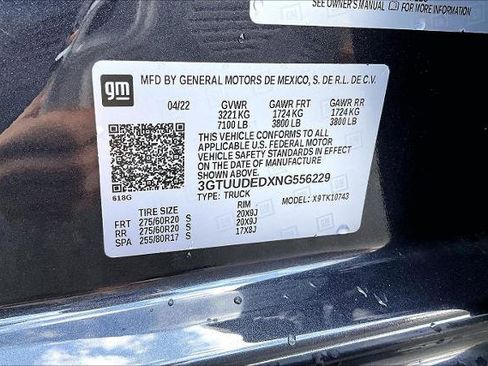 SEE OWNER'S MANUAL FOR MORE INFORMATION
gm
MFD BY GENERAL MOTORS DE MEXICO, S. DE R.L. DE C.V.
04/22 GVWR GAWR FRT GAWR RR
3221 KG 1724 KG 1724 KG
7100 LB 3800 LB 3800 LB
THIS VEHICLE CONFORMS TO ALL
APPLICABLE U.S. FEDERAL MOTOR
VEHICLE SAFETY STANDARDS IN EFFECT
ON THE DATE OF MANUFACTURE
SHOWN ABOVE.
3GTUUDEDXNG556229
618G TYPE: TRUCK MODEL: X9TK10743
TIRE SIZE RIM
FRT 275/60R20 S 20X9J
RR 275/60R20 S 20X9J
SPA 255/80R17 S 17X8J